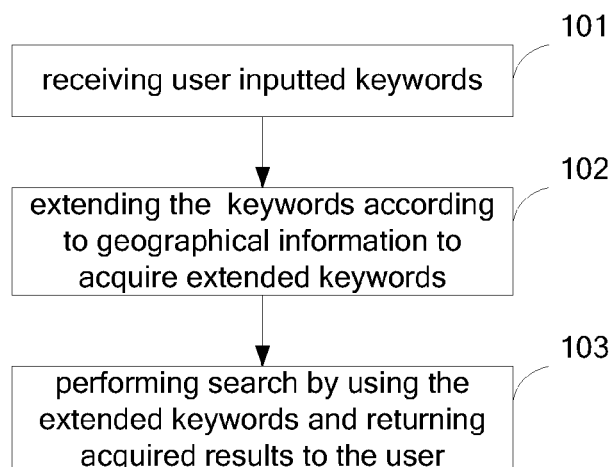 101
receiving user inputted keywords
102
extending the keywords according
to geographical information to
acquire extended keywords
103
performing search by using the
extended keywords and returning
acquired results to the user